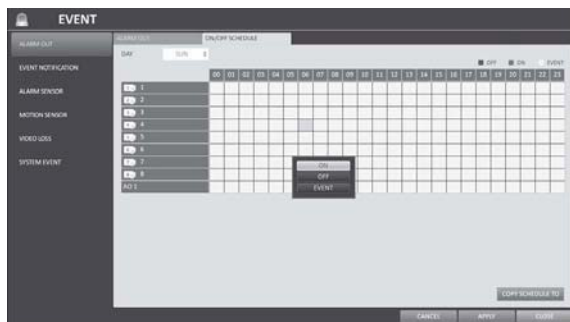 EVENT
ALARM OUT
EVENT NOTIFICATION
ALARM SENSOR
MOTION SENSOR
VIDEO LOSS
SYSTEM EVENT
ALARM OUT ON/OFF SCHEDULE
DAY SUN
OFF ON EVENT
00 01 02 03 04 05 06 07 08 09 10 11 12 13 14 15 16 17 18 19 20 21 22 23
1
2
3
4
5
6
7
8
AO 1
ON
OFF
EVENT
COPY SCHEDULE TO
CANCEL APPLY CLOSE